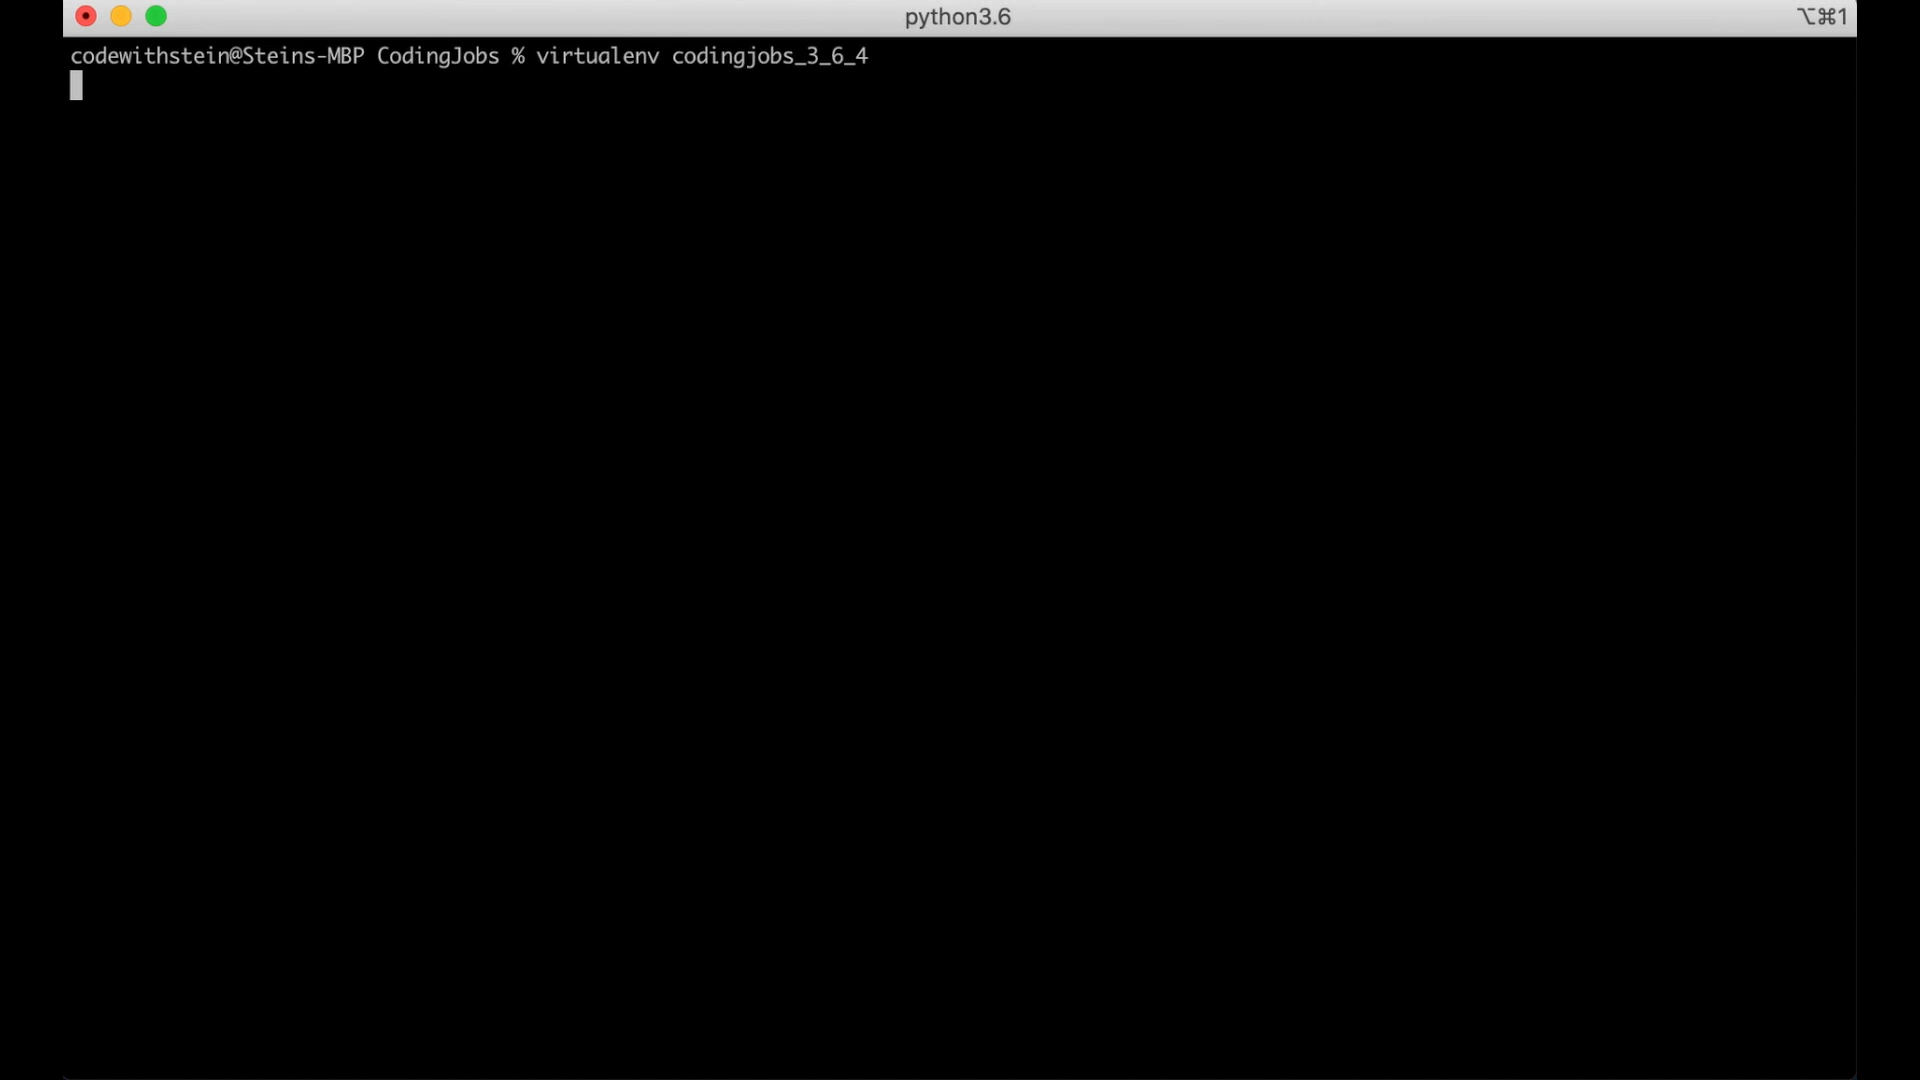 python3.6
⌥⌘1
codewithstein@Steins-MBP CodingJobs % virtualenv codingjobs_3_6_4